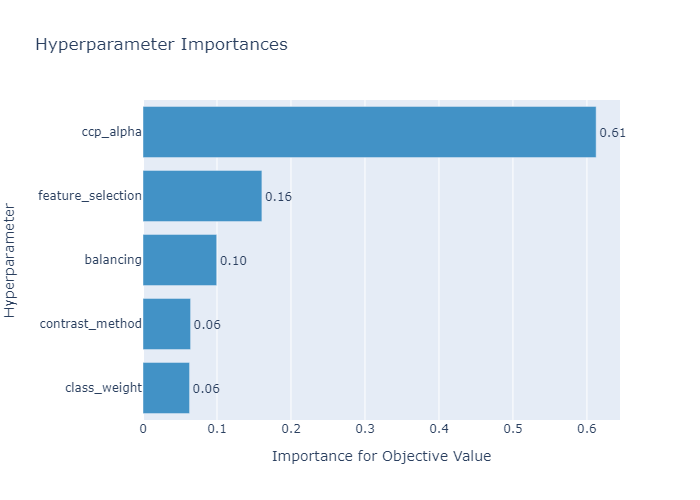 Hyperparameter Importances
Hyperparameter
ccp_alpha 0.61
feature_selection 0.16
balancing 0.10
contrast_method 0.06
class_weight 0.06
0 0.1 0.2 0.3 0.4 0.5 0.6
Importance for Objective Value